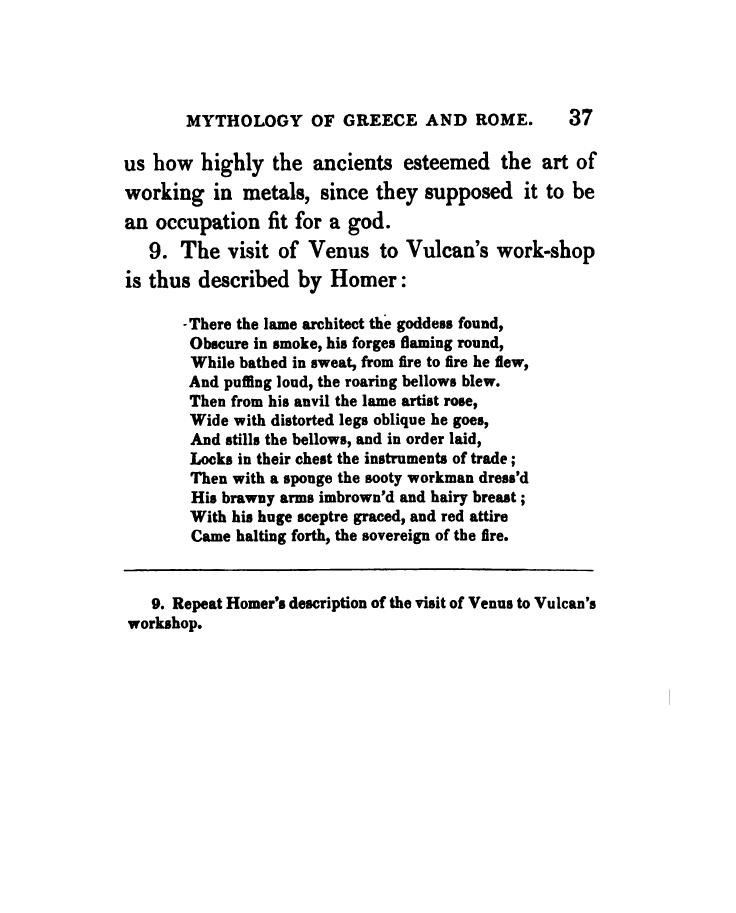 MYTHOLOGY OF GREECE AND ROME. 37
us how highly the ancients esteemed the art of
working in metals, since they supposed it to be
an occupation fit for a god.
9. The visit of Venus to Vulcan's work-shop
is thus described by Homer:
There the lame architect the goddess found,
Obscure in smoke, his forges flaming round,
While bathed in sweat, from fire to fire he flew,
And puffing loud, the roaring bellows blew.
Then from his anvil the lame artist rose,
Wide with distorted legs oblique he goes,
And stills the bellows, and in order laid,
Locks in their chest the instruments of trade;
Then with a sponge the sooty workman dress'd
His brawny arms imbrown'd and hairy breast;
With his huge sceptre graced, and red attire
Came halting forth, the sovereign of the fire.
9. Repeat Homer's description of the visit of Venus to Vulcan's
workshop.